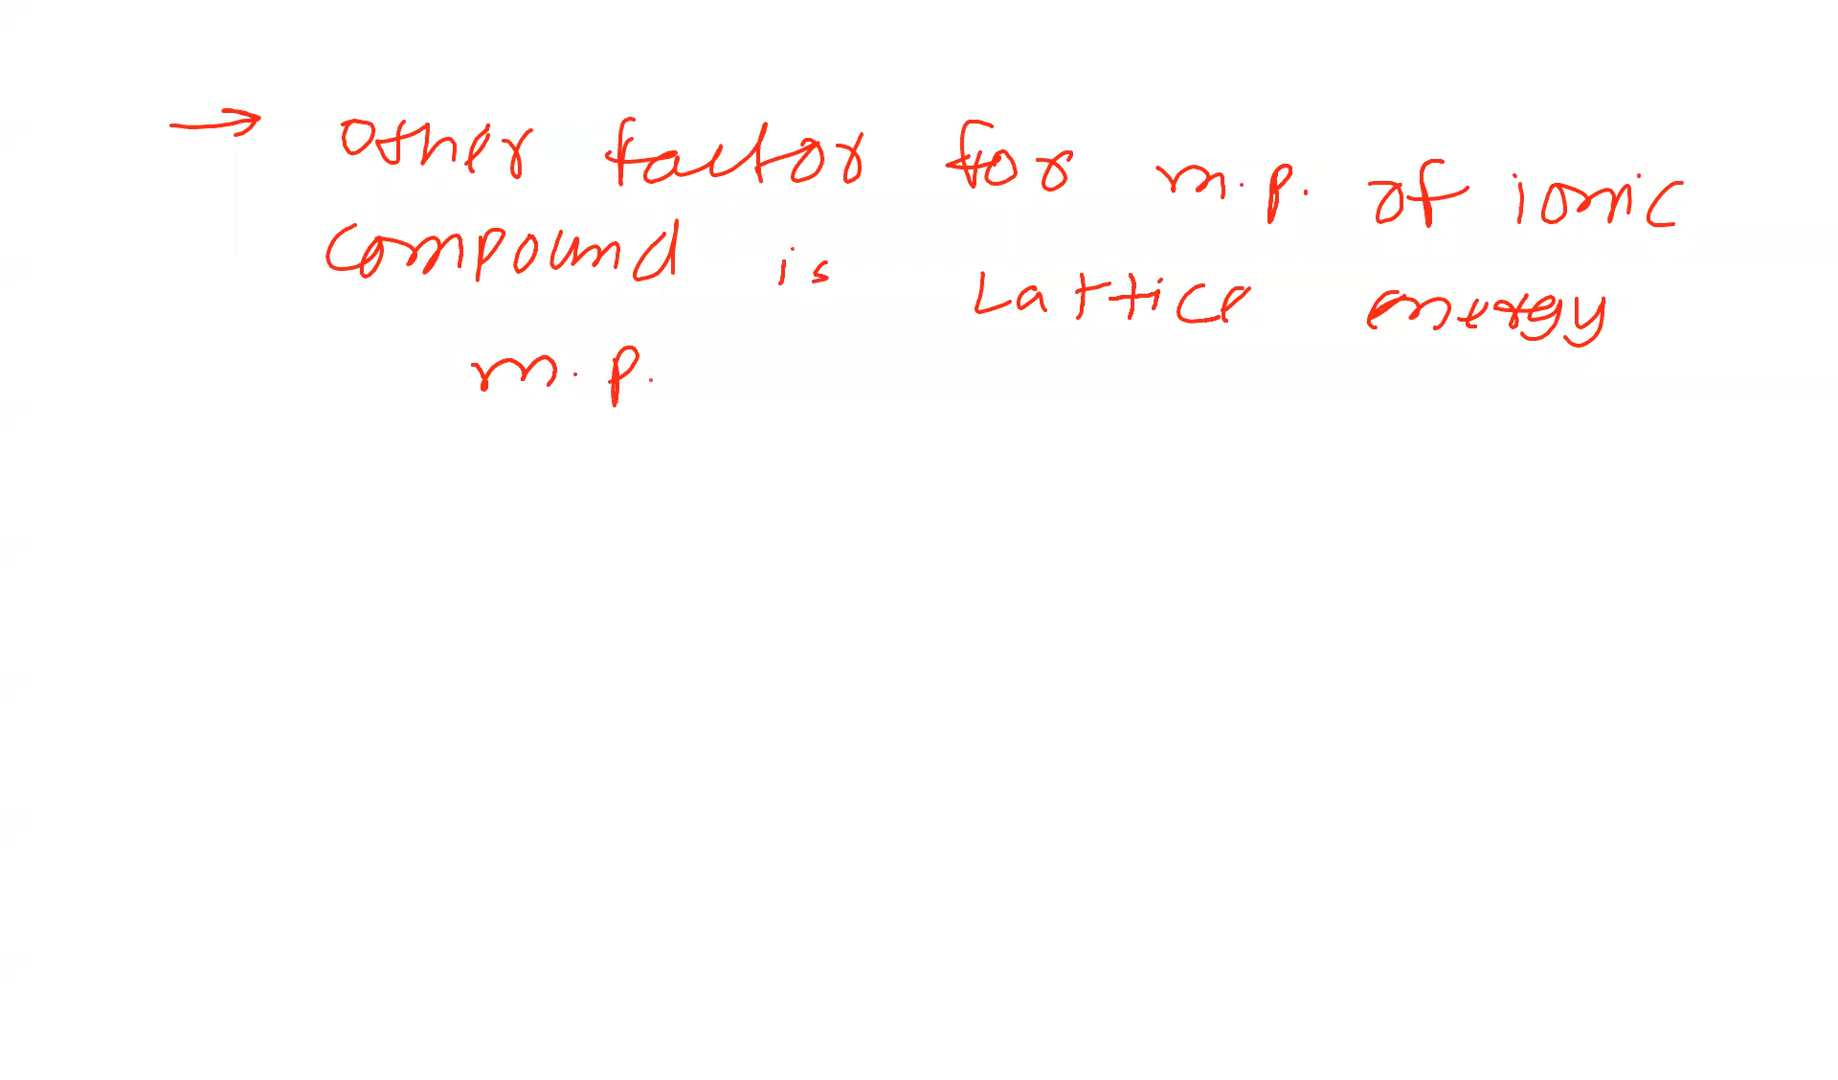 → Other factor for m.p. of ionic
compound is Lattice energy
m.p.